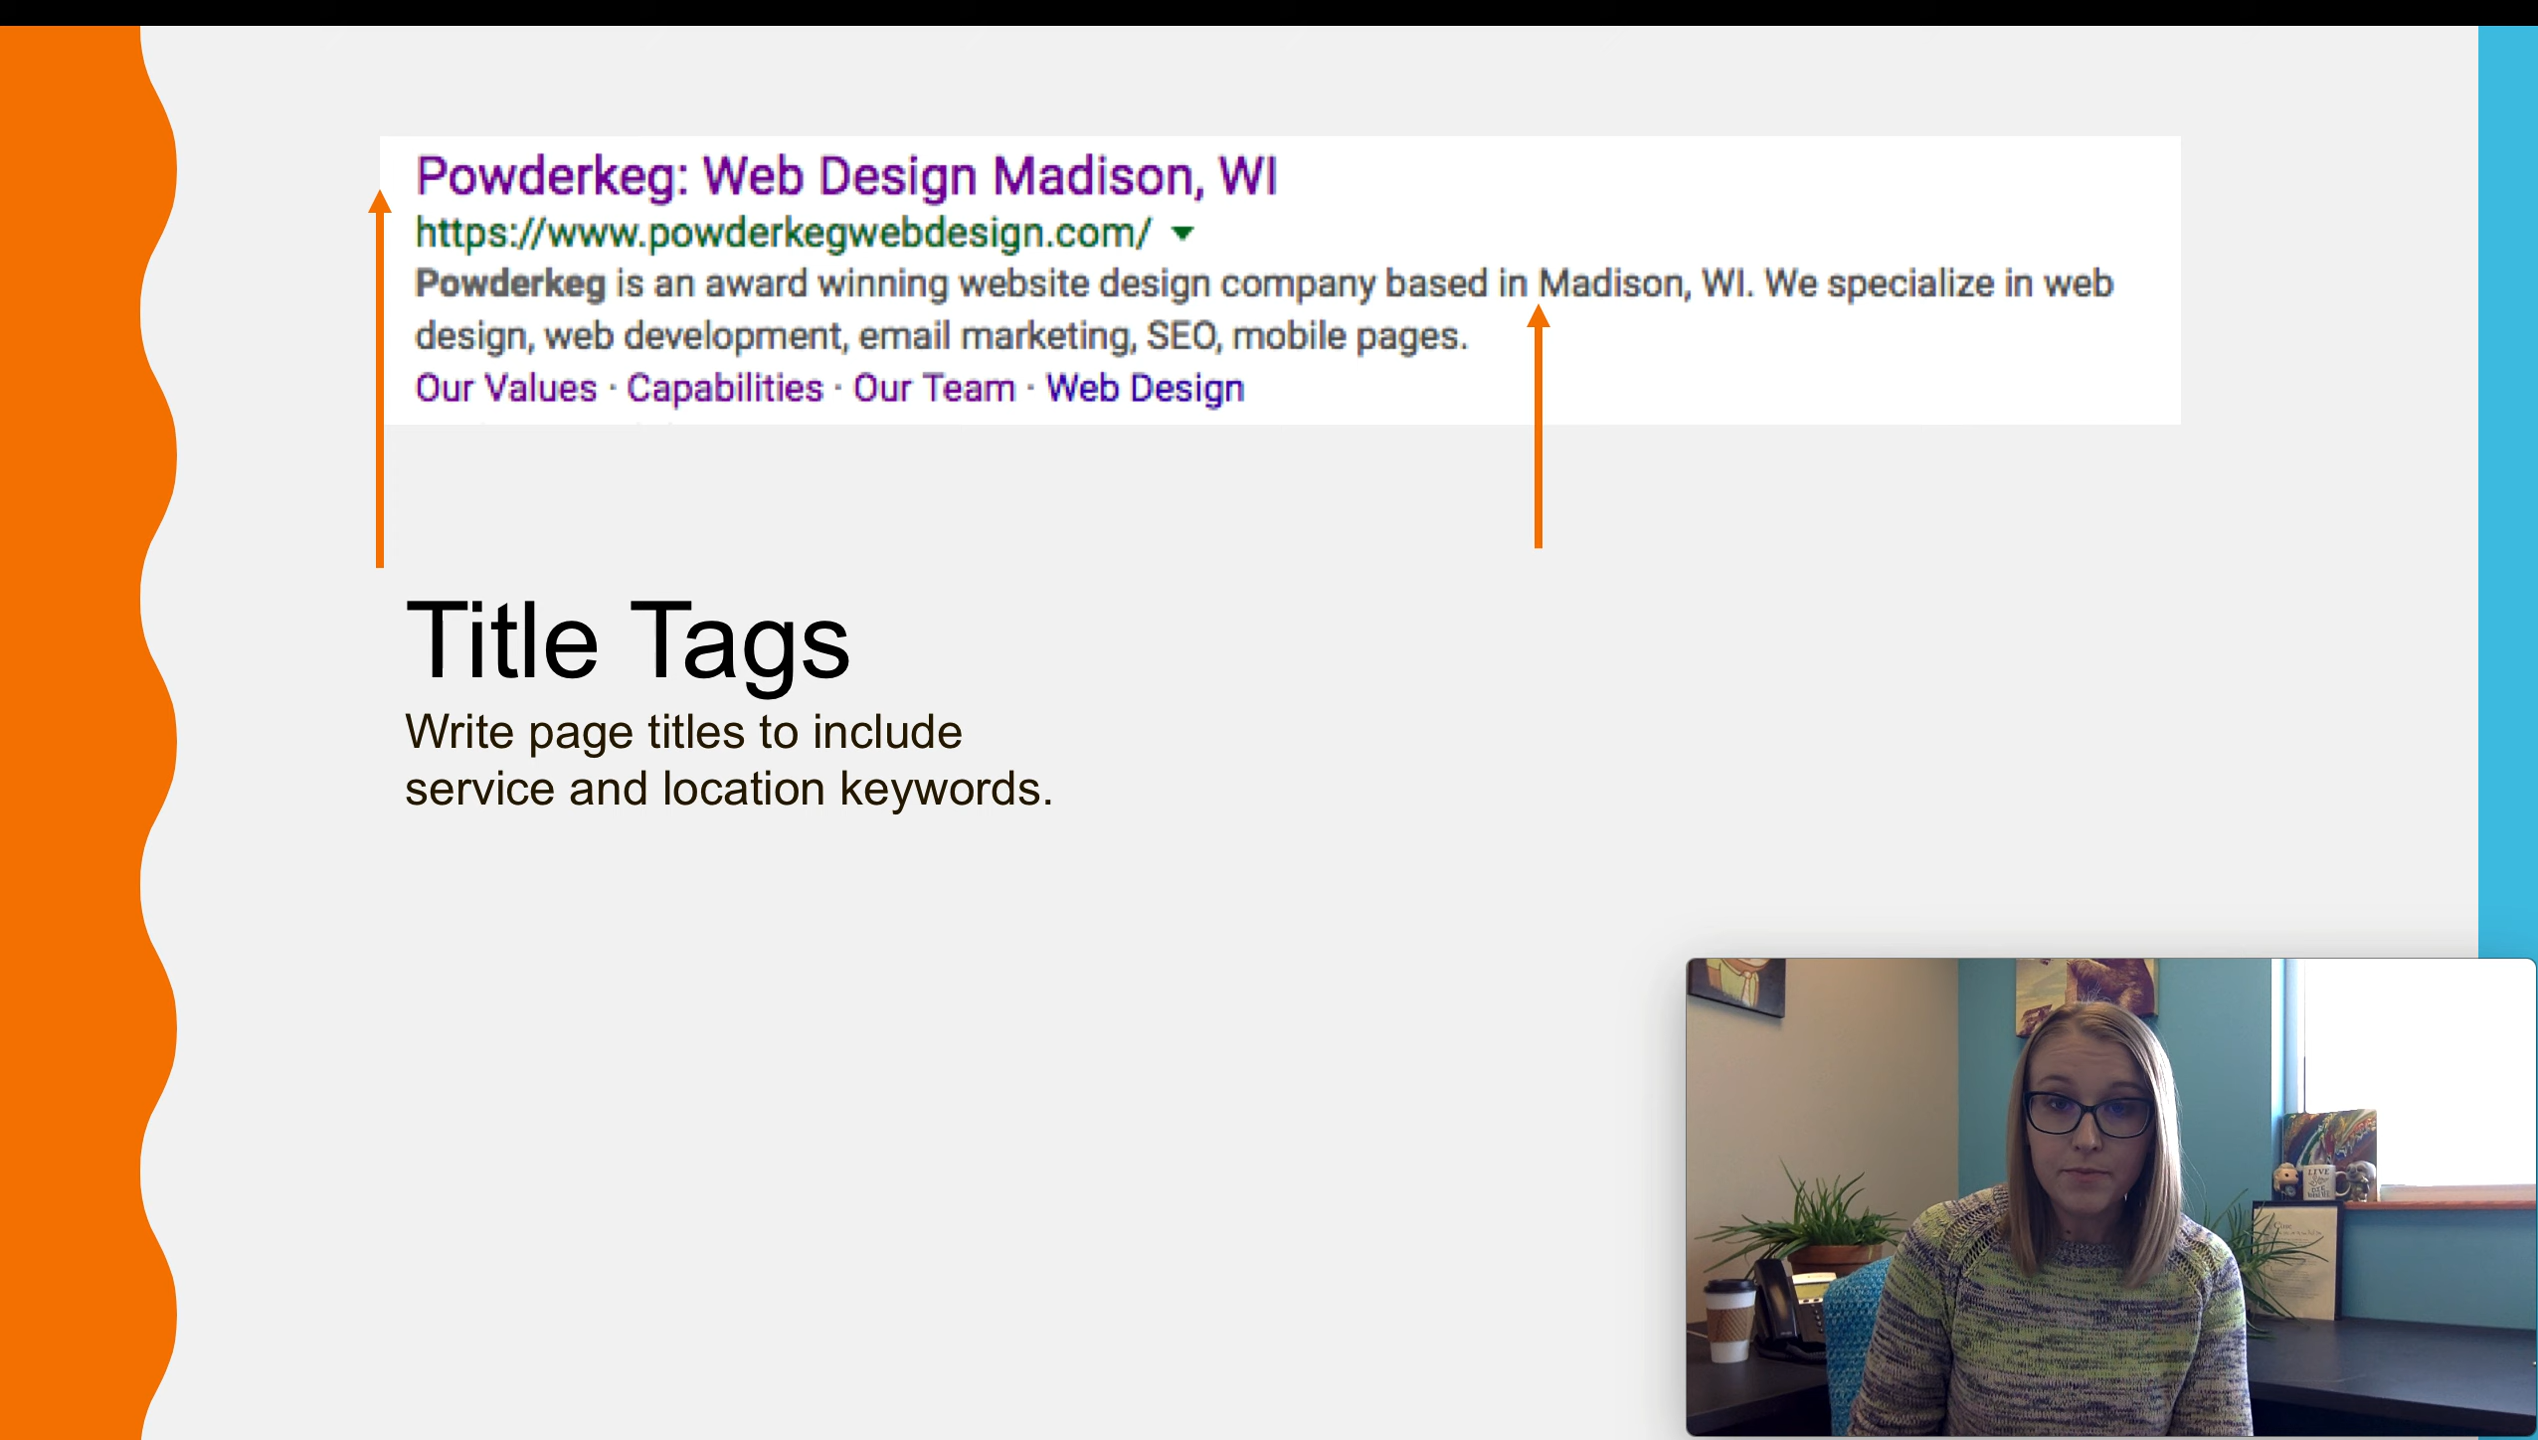 Powderkeg: Web Design Madison, WI
https://www.powderkegwebdesign.com/
Powderkeg is an award winning website design company based in Madison, WI. We specialize in web
design, web development, email marketing, SEO, mobile pages.
Our Values · Capabilities · Our Team · Web Design
Title Tags
Write page titles to include
service and location keywords.
LIVE